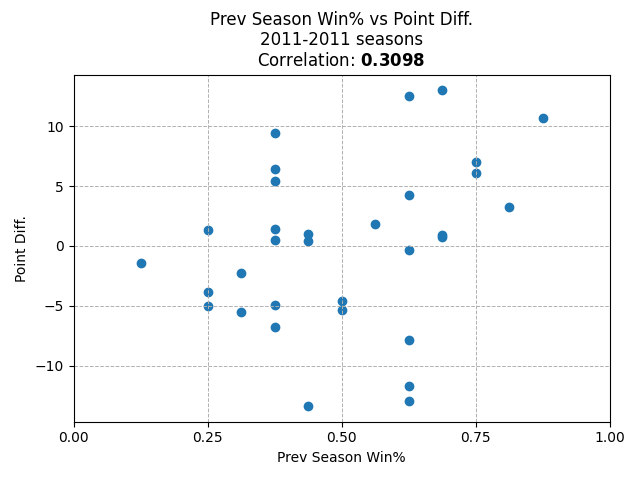 Prev Season Win% vs Point Diff.
2011-2011 seasons
Correlation: 0.3098
Point Diff.
10
5
0
−5
−10
0.00 0.25 0.50 0.75 1.00
Prev Season Win%